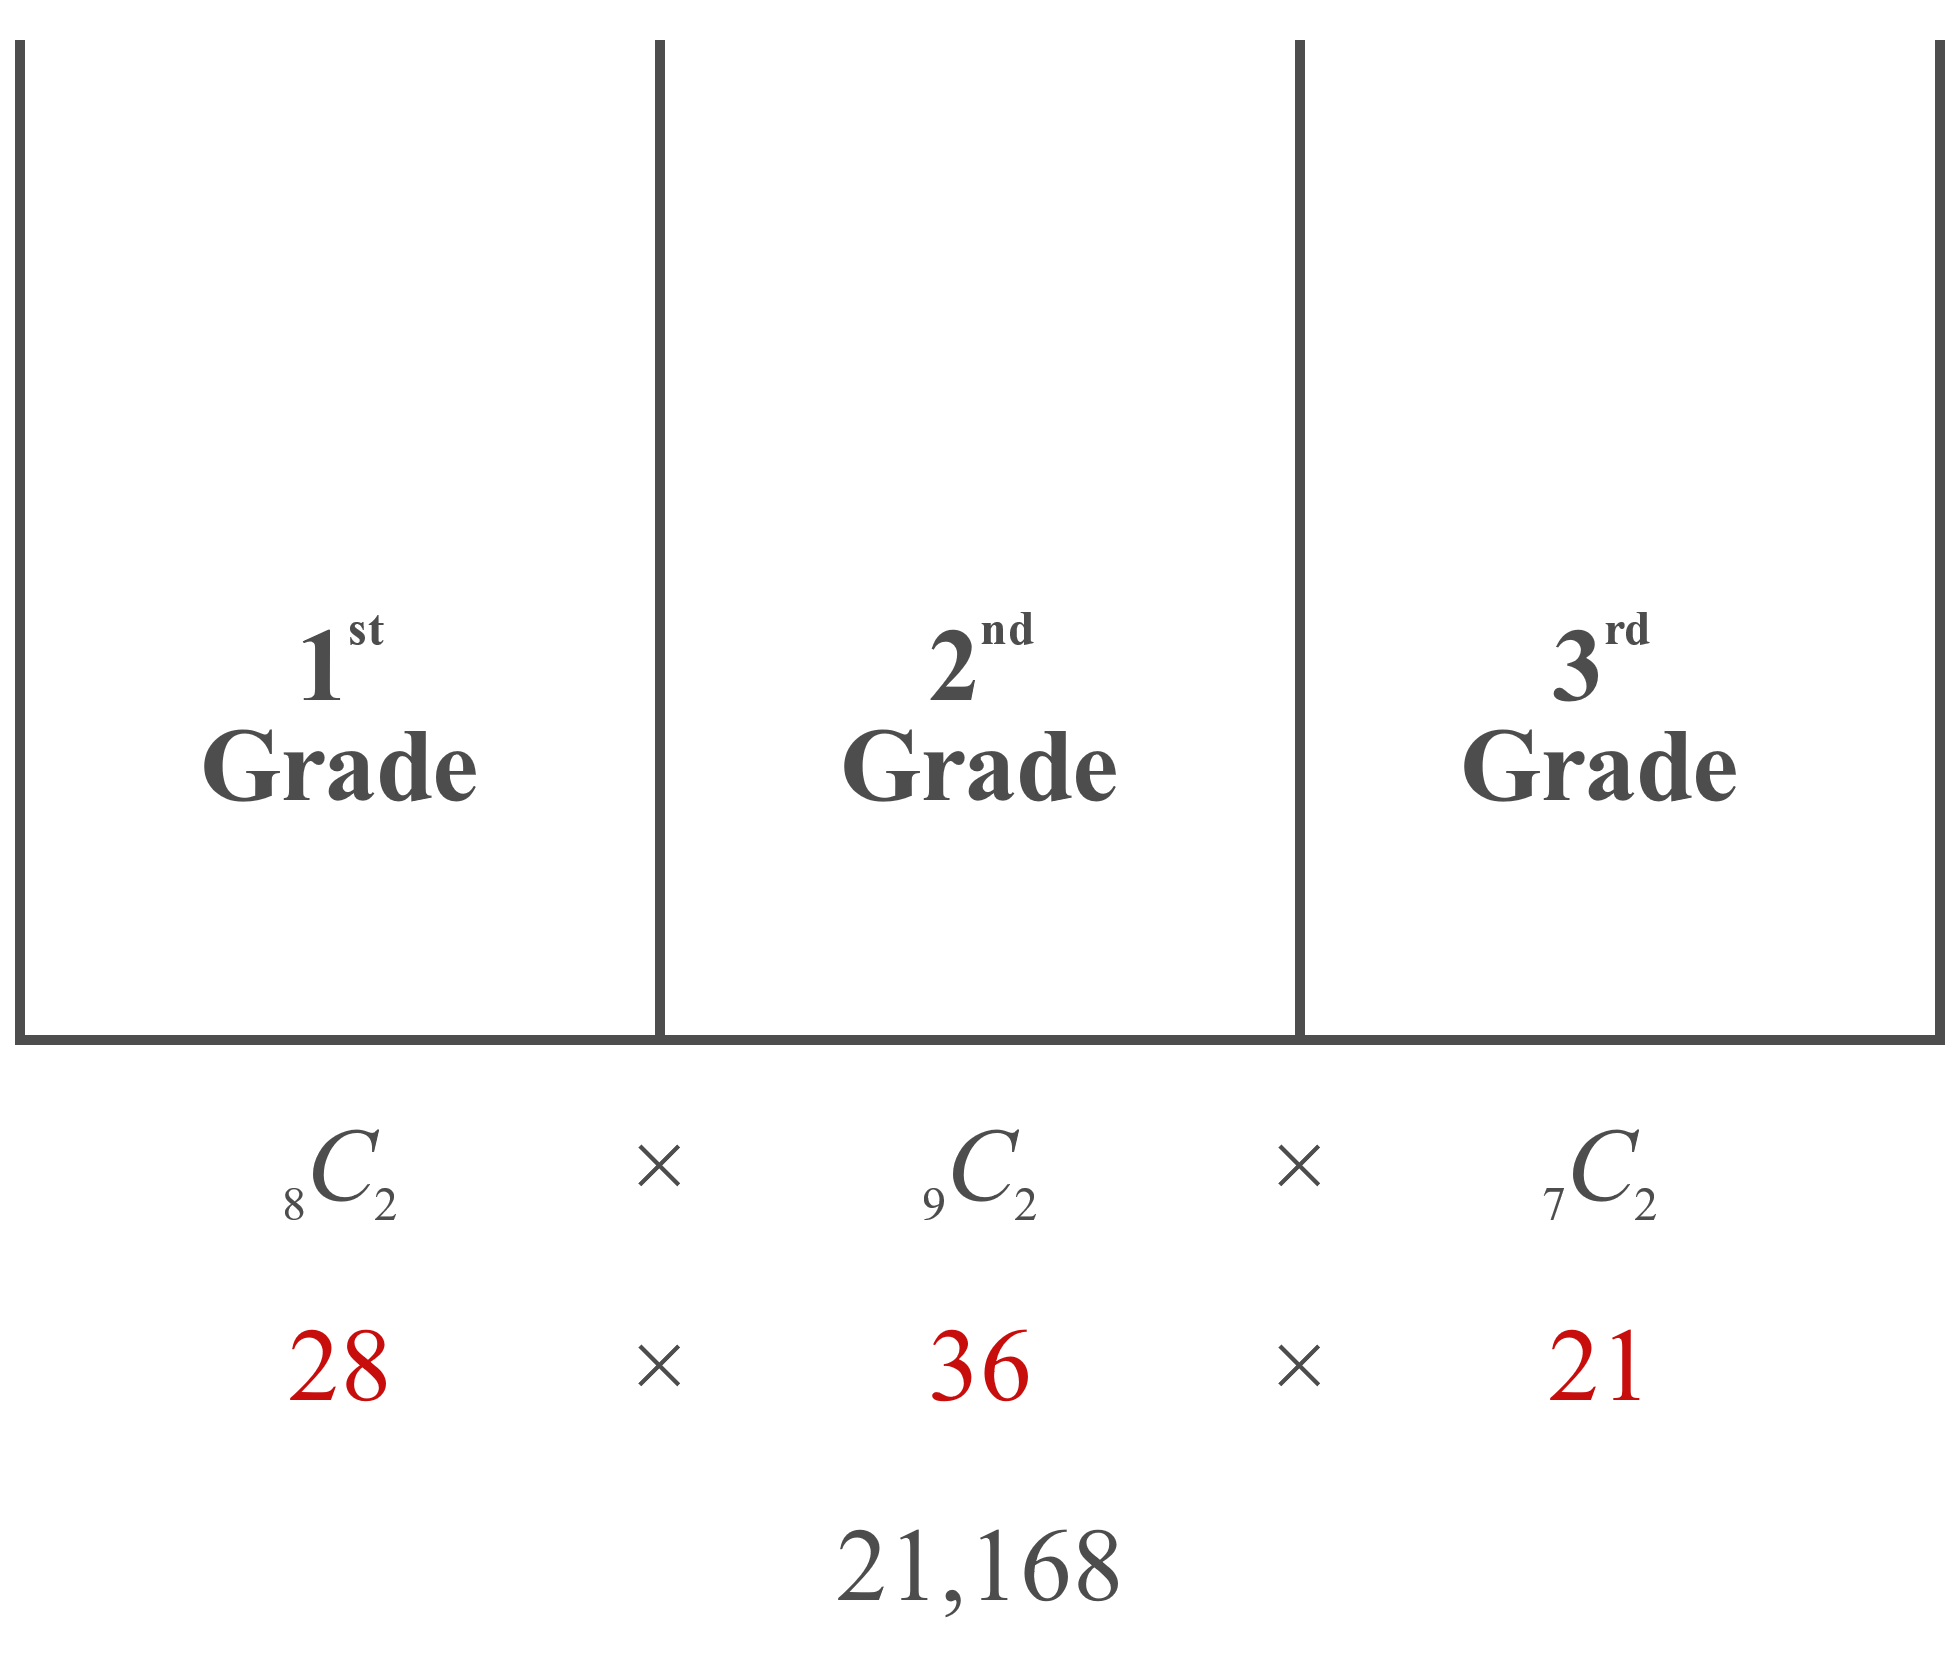 1st 2nd 3rd
Grade Grade Grade
8C2 × 9C2 × 7C2
28 × 36 × 21
21,168